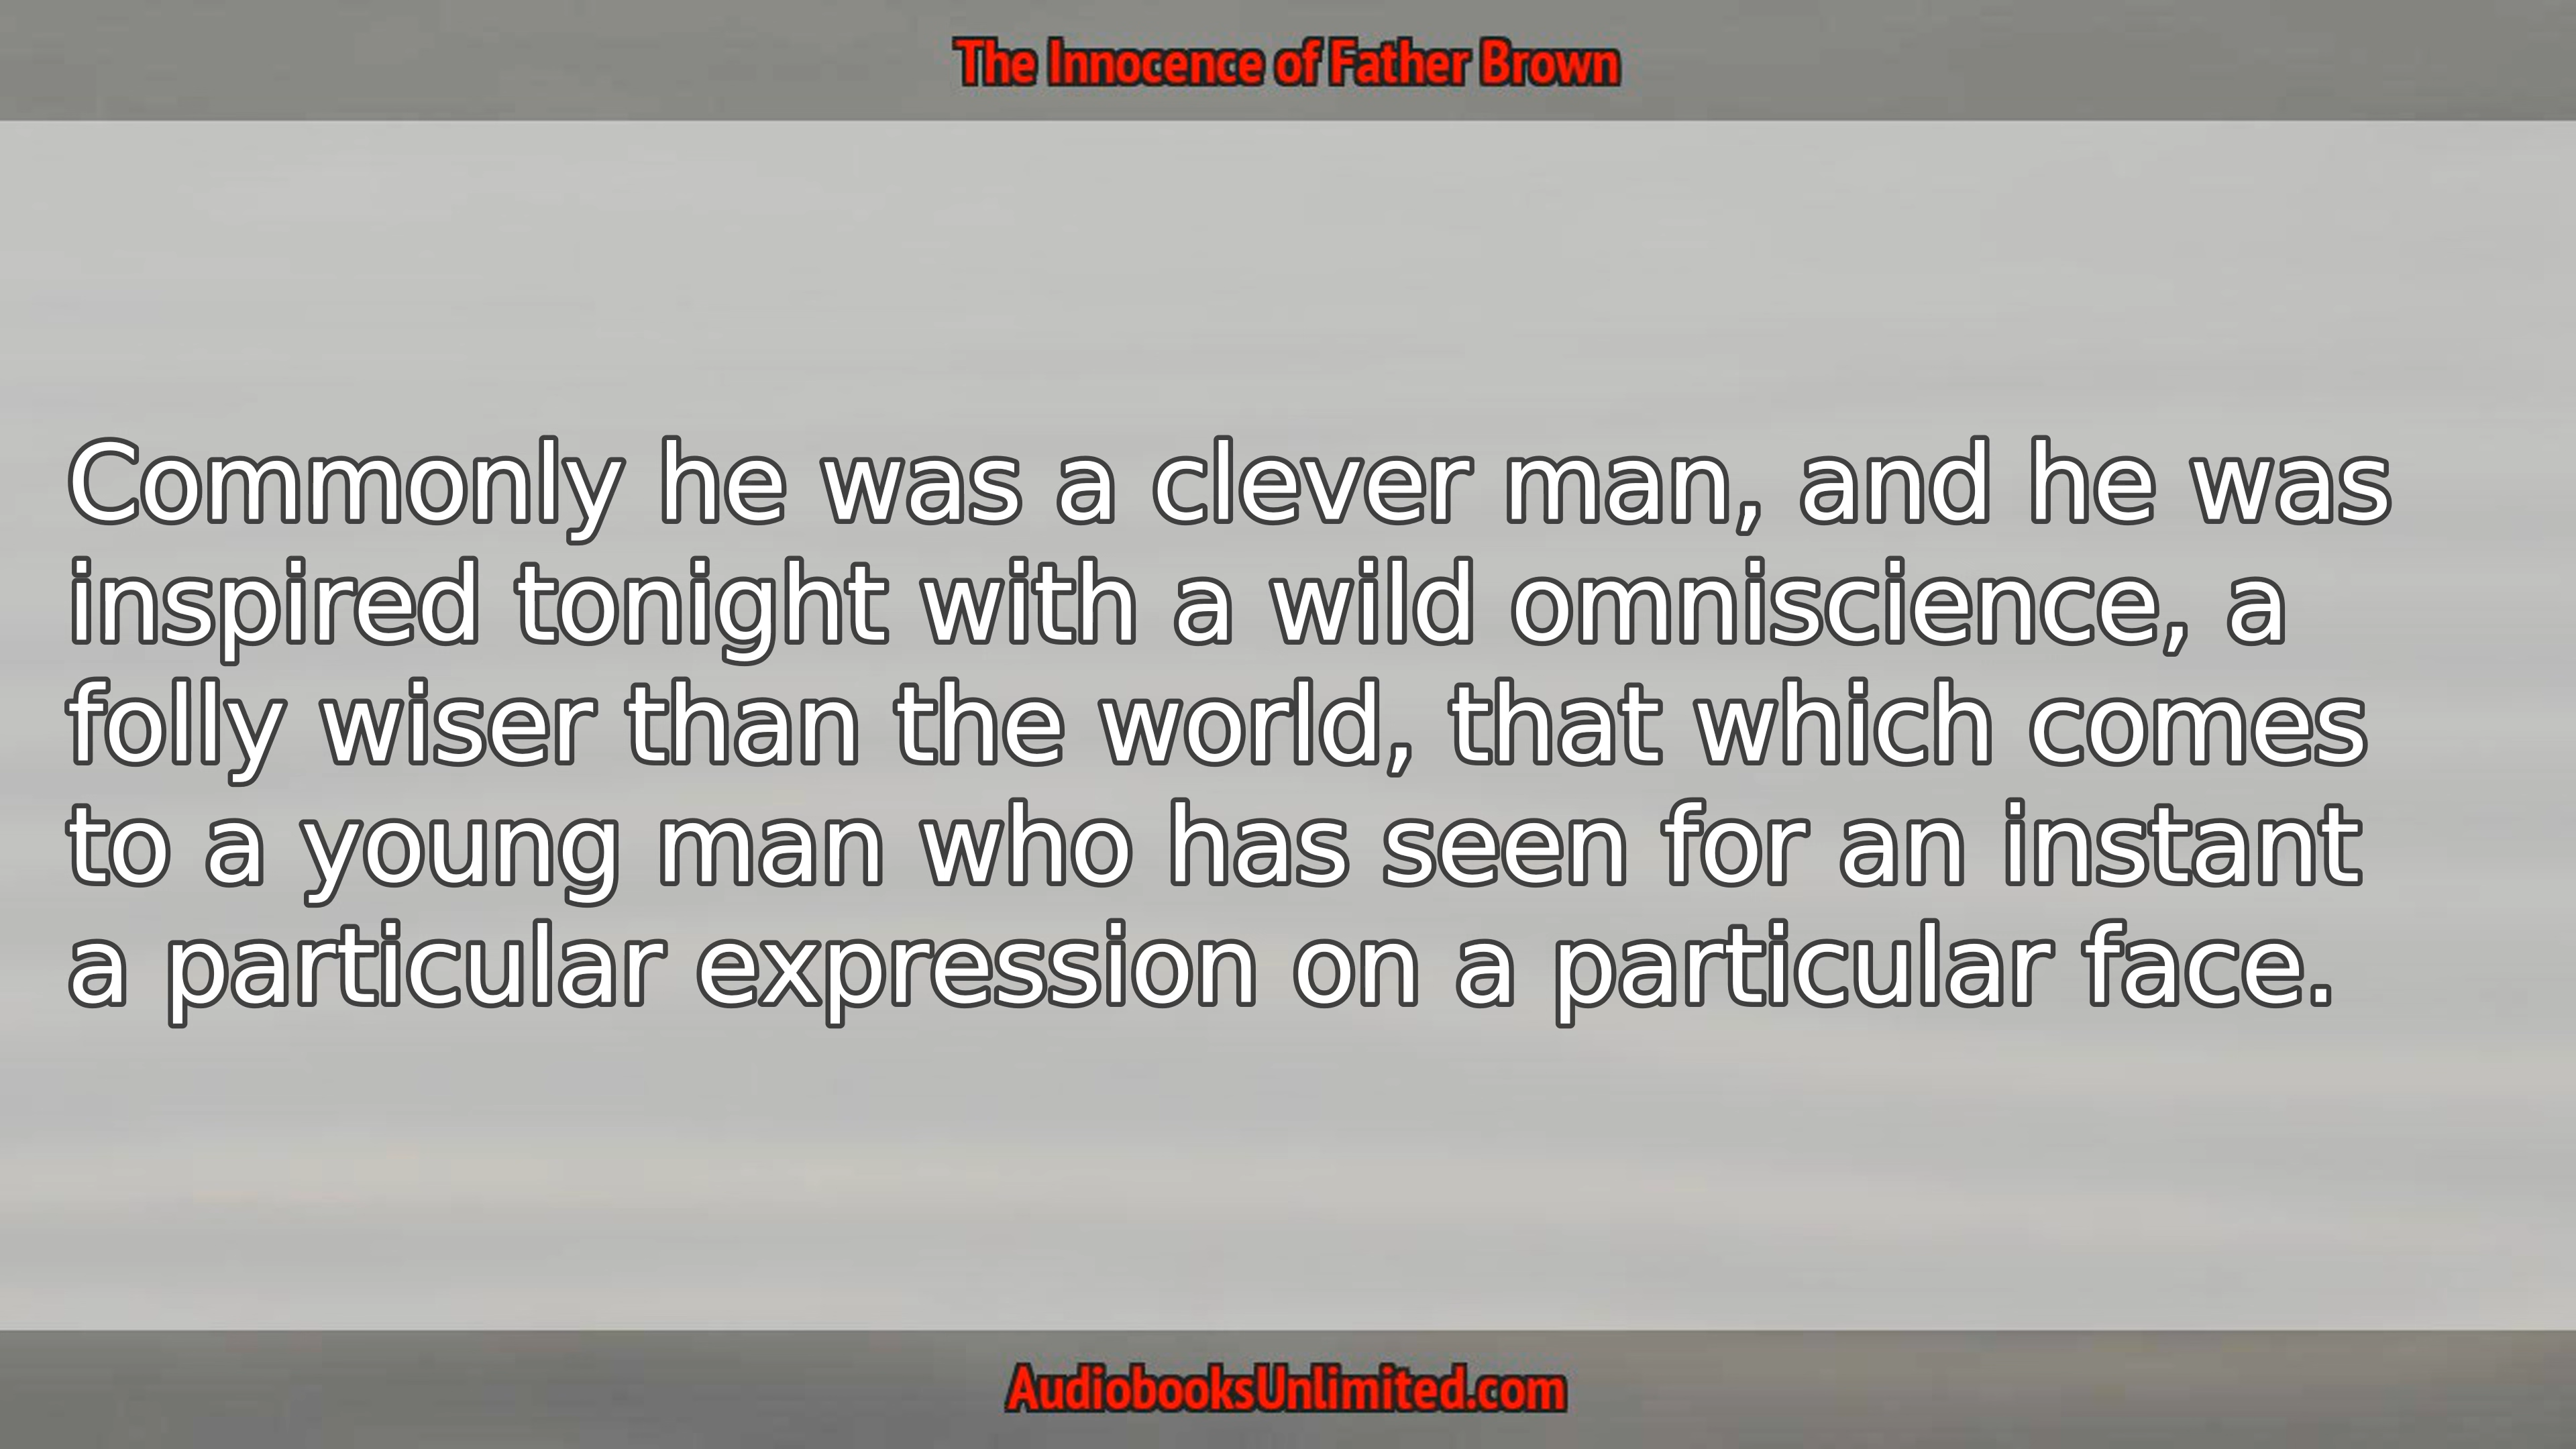 The Innocence of Father Brown
Commonly he was a clever man, and he was
inspired tonight with a wild omniscience, a
folly wiser than the world, that which comes
to a young man who has seen for an instant
a particular expression on a particular face.
AudiobooksUnlimited.com